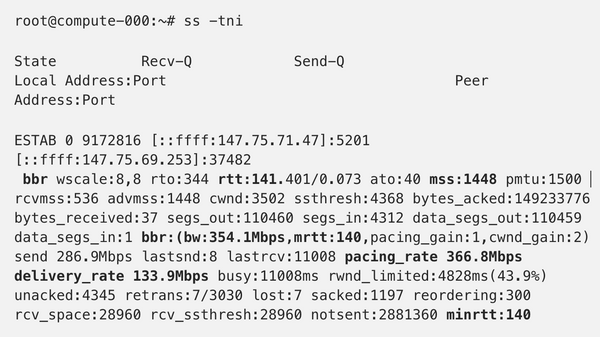 root@compute-000:~# ss -tni
State Recv-Q Send-Q
Local Address:Port Peer
Address:Port
ESTAB 0 9172816 [::ffff:147.75.71.47]:5201
[::ffff:147.75.69.253]:37482
bbr wscale:8,8 rto:344 rtt:141.401/0.073 ato:40 mss:1448 pmtu:1500
rcvmss:536 advmss:1448 cwnd:3502 ssthresh:4368 bytes_acked:149233776
bytes_received:37 segs_out:110460 segs_in:4312 data_segs_out:110459
data_segs_in:1 bbr:(bw:354.1Mbps,mrtt:140,pacing_gain:1,cwnd_gain:2)
send 286.9Mbps lastsnd:8 lastrcv:11008 pacing_rate 366.8Mbps
delivery_rate 133.9Mbps busy:11008ms rwnd_limited:4828ms(43.9%)
unacked:4345 retrans:7/3030 lost:7 sacked:1197 reordering:300
rcv_space:28960 rcv_ssthresh:28960 notsent:2881360 minrtt:140